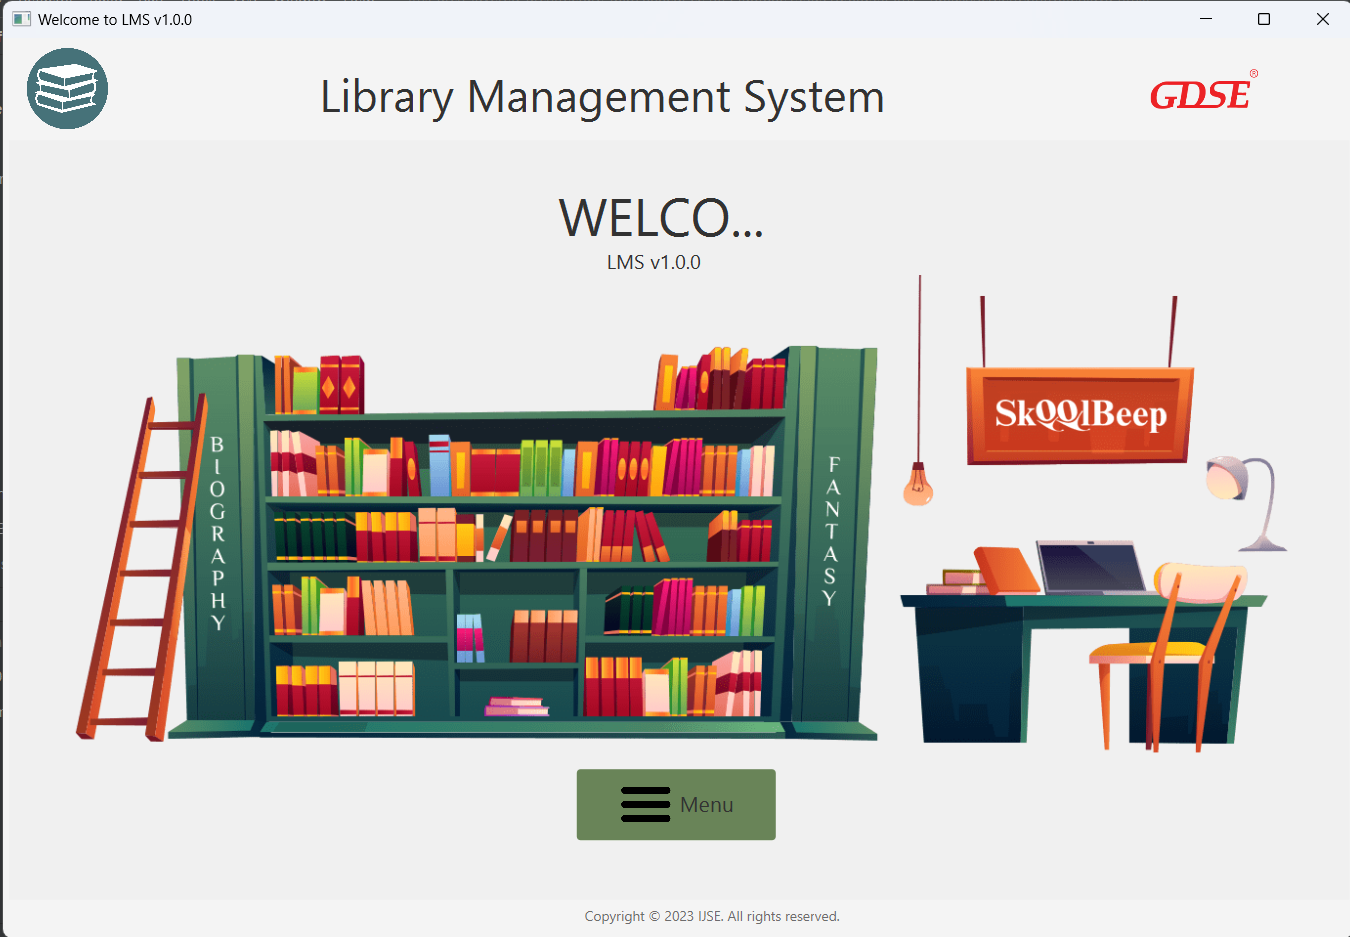 Welcome to LMS v1.0.0
Library Management System
GDSE®
WELCO...
LMS v1.0.0
SkoolBeep
BIOGRAPHY
FANTASY
Menu
Copyright © 2023 IJSE. All rights reserved.